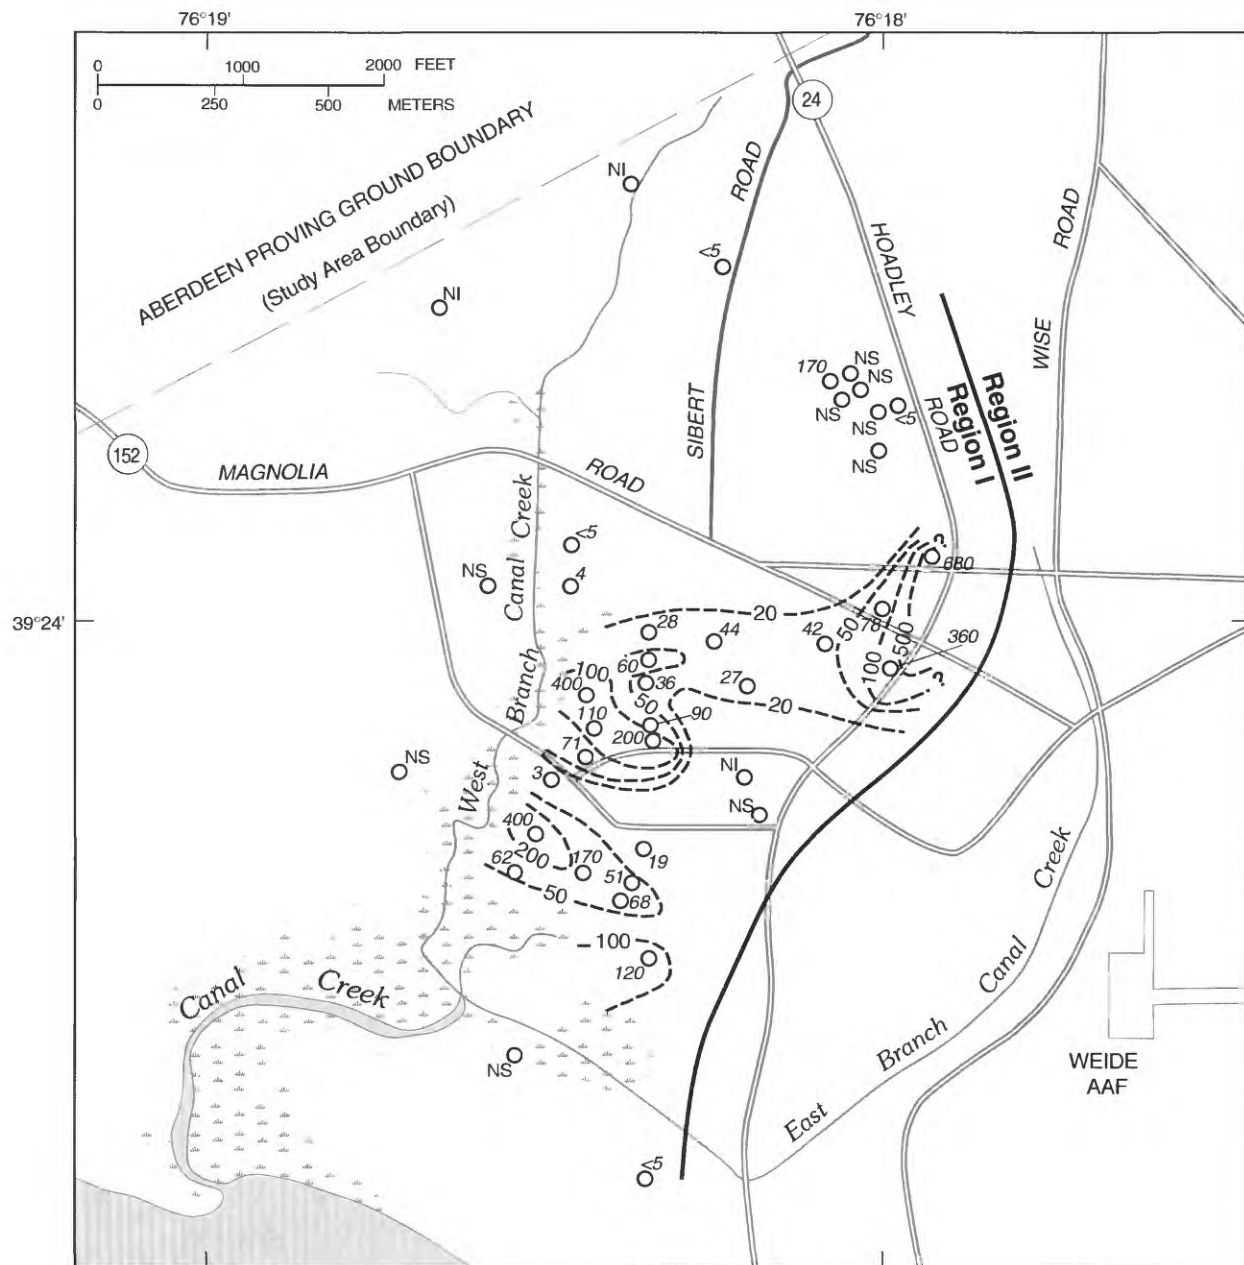 76°19'
76°18'
0 1000 2000 FEET
0 250 500 METERS
24
ABERDEEN PROVING GROUND BOUNDARY
(Study Area Boundary)
NI
ROAD
<5
HOADLEY
ROAD
WISE
ROAD
NI
170
NS
NS
NS
NS
<5
NS
Region II
Region I
SIBERT
152
MAGNOLIA
ROAD
Canal Creek
<5
NS
4
?
680
39°24'
28
44
20
42
50
78
100
500
360
?
60
100
400
36
27
50
20
110
90
200
71
Branch
West
NS
3
NI
NS
400
200
19
62
170
51
50
68
100
120
Canal
Creek
NS
Creek
Canal
Branch
East
WEIDE
AAF
<5